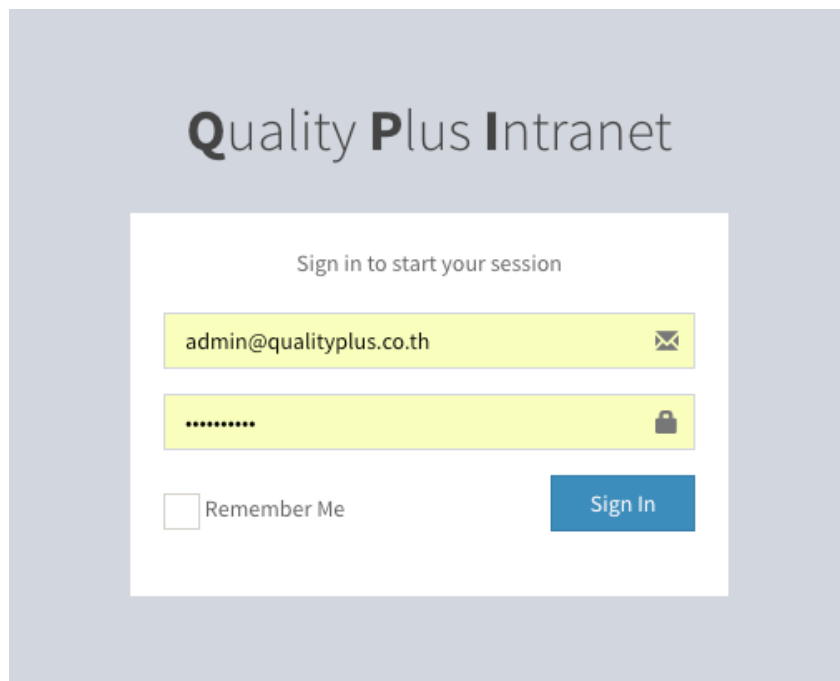 Quality Plus Intranet
Sign in to start your session
admin@qualityplus.co.th
••••••••••
Remember Me
Sign In